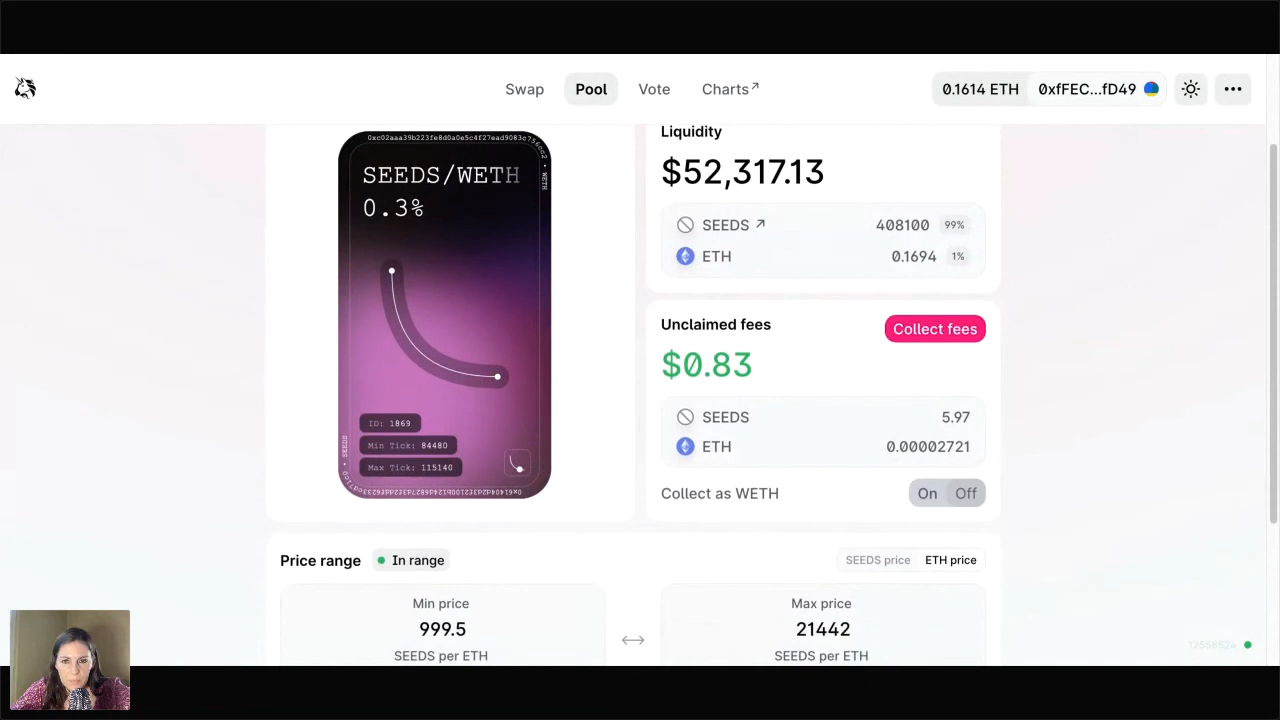 Swap
Pool
Vote
Charts↗
0.1614 ETH
0xfFEC...fD49
0xc02aaa39b223fe8d0a0e5c4f27ead9083c756cc2 • WETH
SEEDS/WETH
0.3%
ID: 1869
Min Tick: 84480
Max Tick: 115140
• SEEDS
Liquidity
$52,317.13
SEEDS ↗ 408100 99%
ETH 0.1694 1%
Unclaimed fees
Collect fees
$0.83
SEEDS 5.97
ETH 0.00002721
Collect as WETH On Off
Price range In range SEEDS price ETH price
Min price
999.5
SEEDS per ETH
Max price
21442
SEEDS per ETH